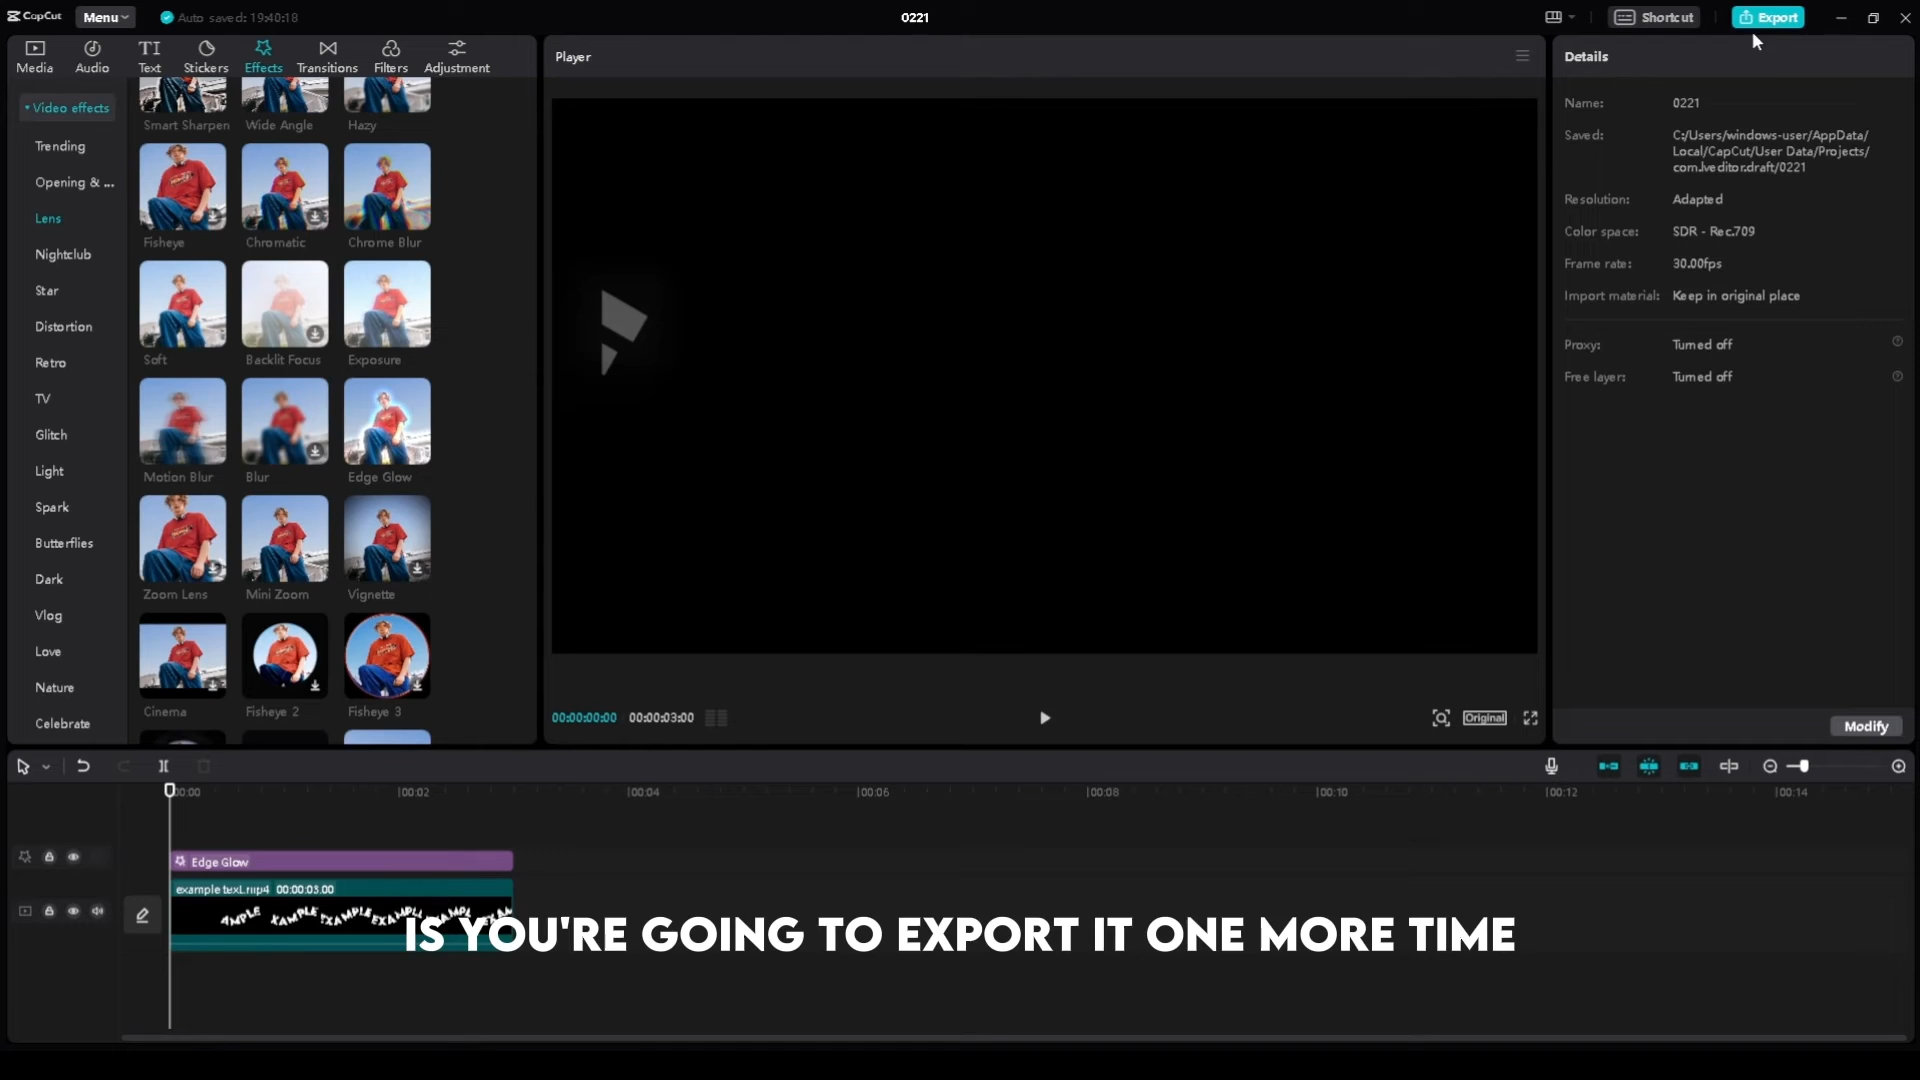 CapCut
Menu
Auto saved: 19:40:18
0221
Shortcut
Export
Media
Audio
TI
Text
Stickers
Effects
Transitions
Filters
Adjustment
Player
Details
Video effects
Trending
Opening & ...
Lens
Nightclub
Star
Distortion
Retro
TV
Glitch
Light
Spark
Butterflies
Dark
Vlog
Love
Nature
Celebrate
Smart Sharpen
Wide Angle
Hazy
Fisheye
Chromatic
Chrome Blur
Soft
Backlit Focus
Exposure
Motion Blur
Blur
Edge Glow
Zoom Lens
Mini Zoom
Vignette
Cinema
Fisheye 2
Fisheye 3
00:00:00:00 00:00:03:00
Original
Name: 0221
Saved: C:/Users/windows-user/AppData/
Local/CapCut/User Data/Projects/
com.lveditor.draft/0221
Resolution: Adapted
Color space: SDR - Rec.709
Frame rate: 30.00fps
Import material: Keep in original place
Proxy: Turned off
Free layer: Turned off
Modify
00:00 00:02 00:04 00:06 00:08 00:10 00:12 00:14
Edge Glow
example text.mp4 00:00:03:00
AMPLE XAMPLE EXAMPLE EXAMPL
IS YOU'RE GOING TO EXPORT IT ONE MORE TIME